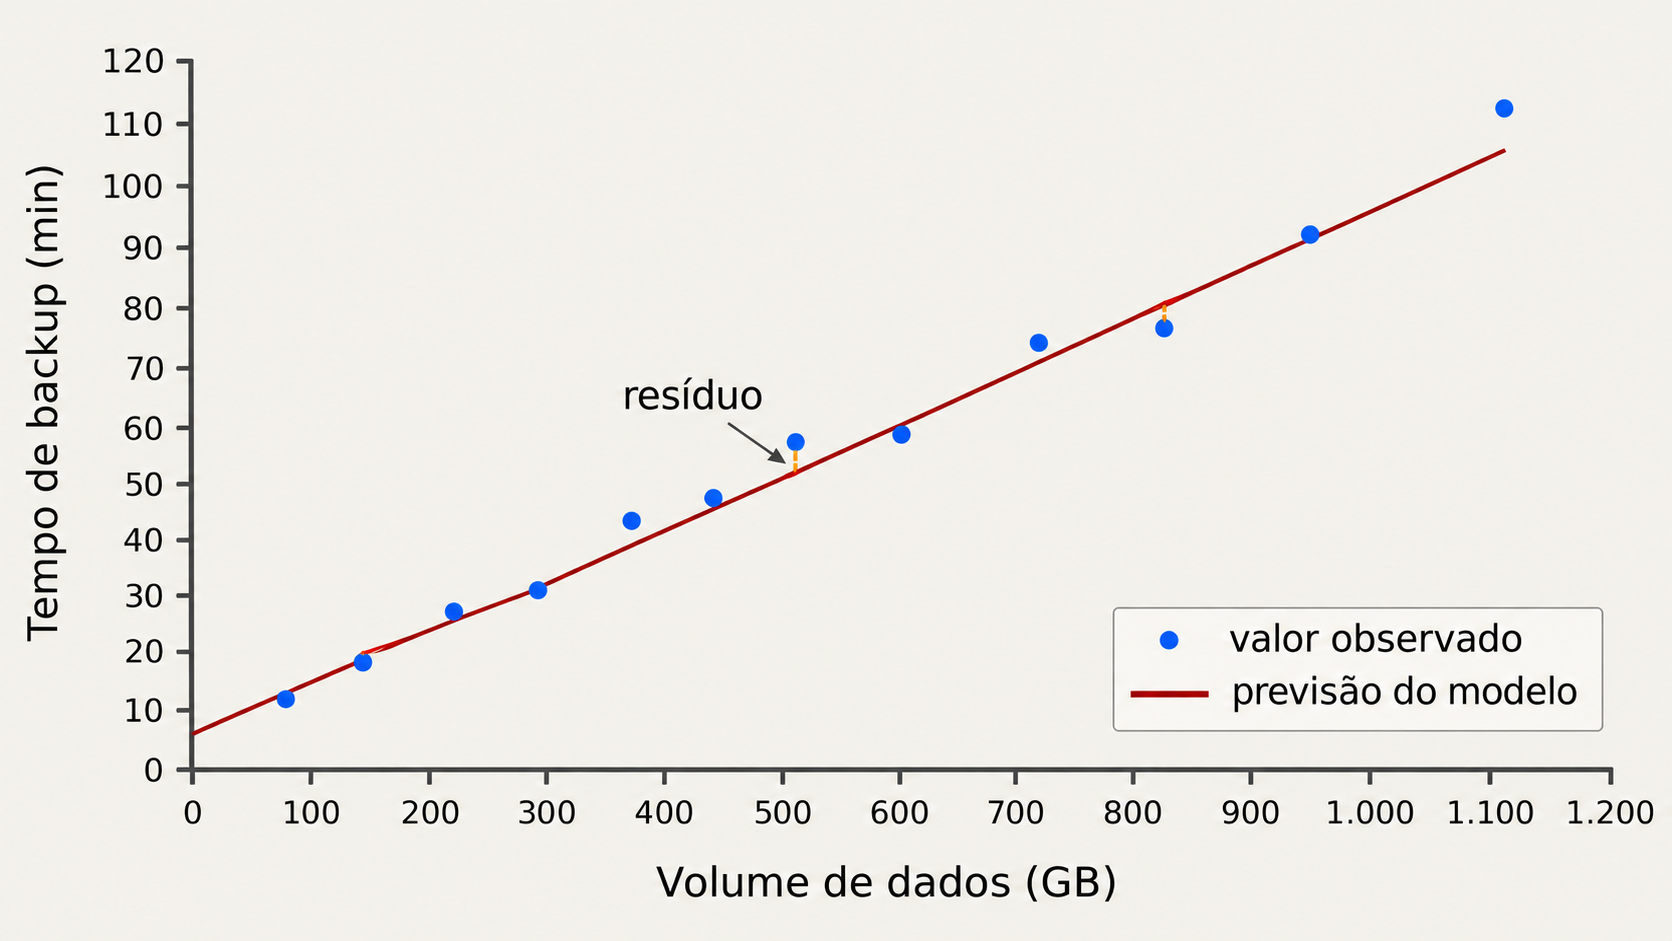 120
110
100
90
80
70
60
50
40
30
20
10
0
Tempo de backup (min)
resíduo
valor observado
previsão do modelo
0 100 200 300 400 500 600 700 800 900 1.000 1.100 1.200
Volume de dados (GB)